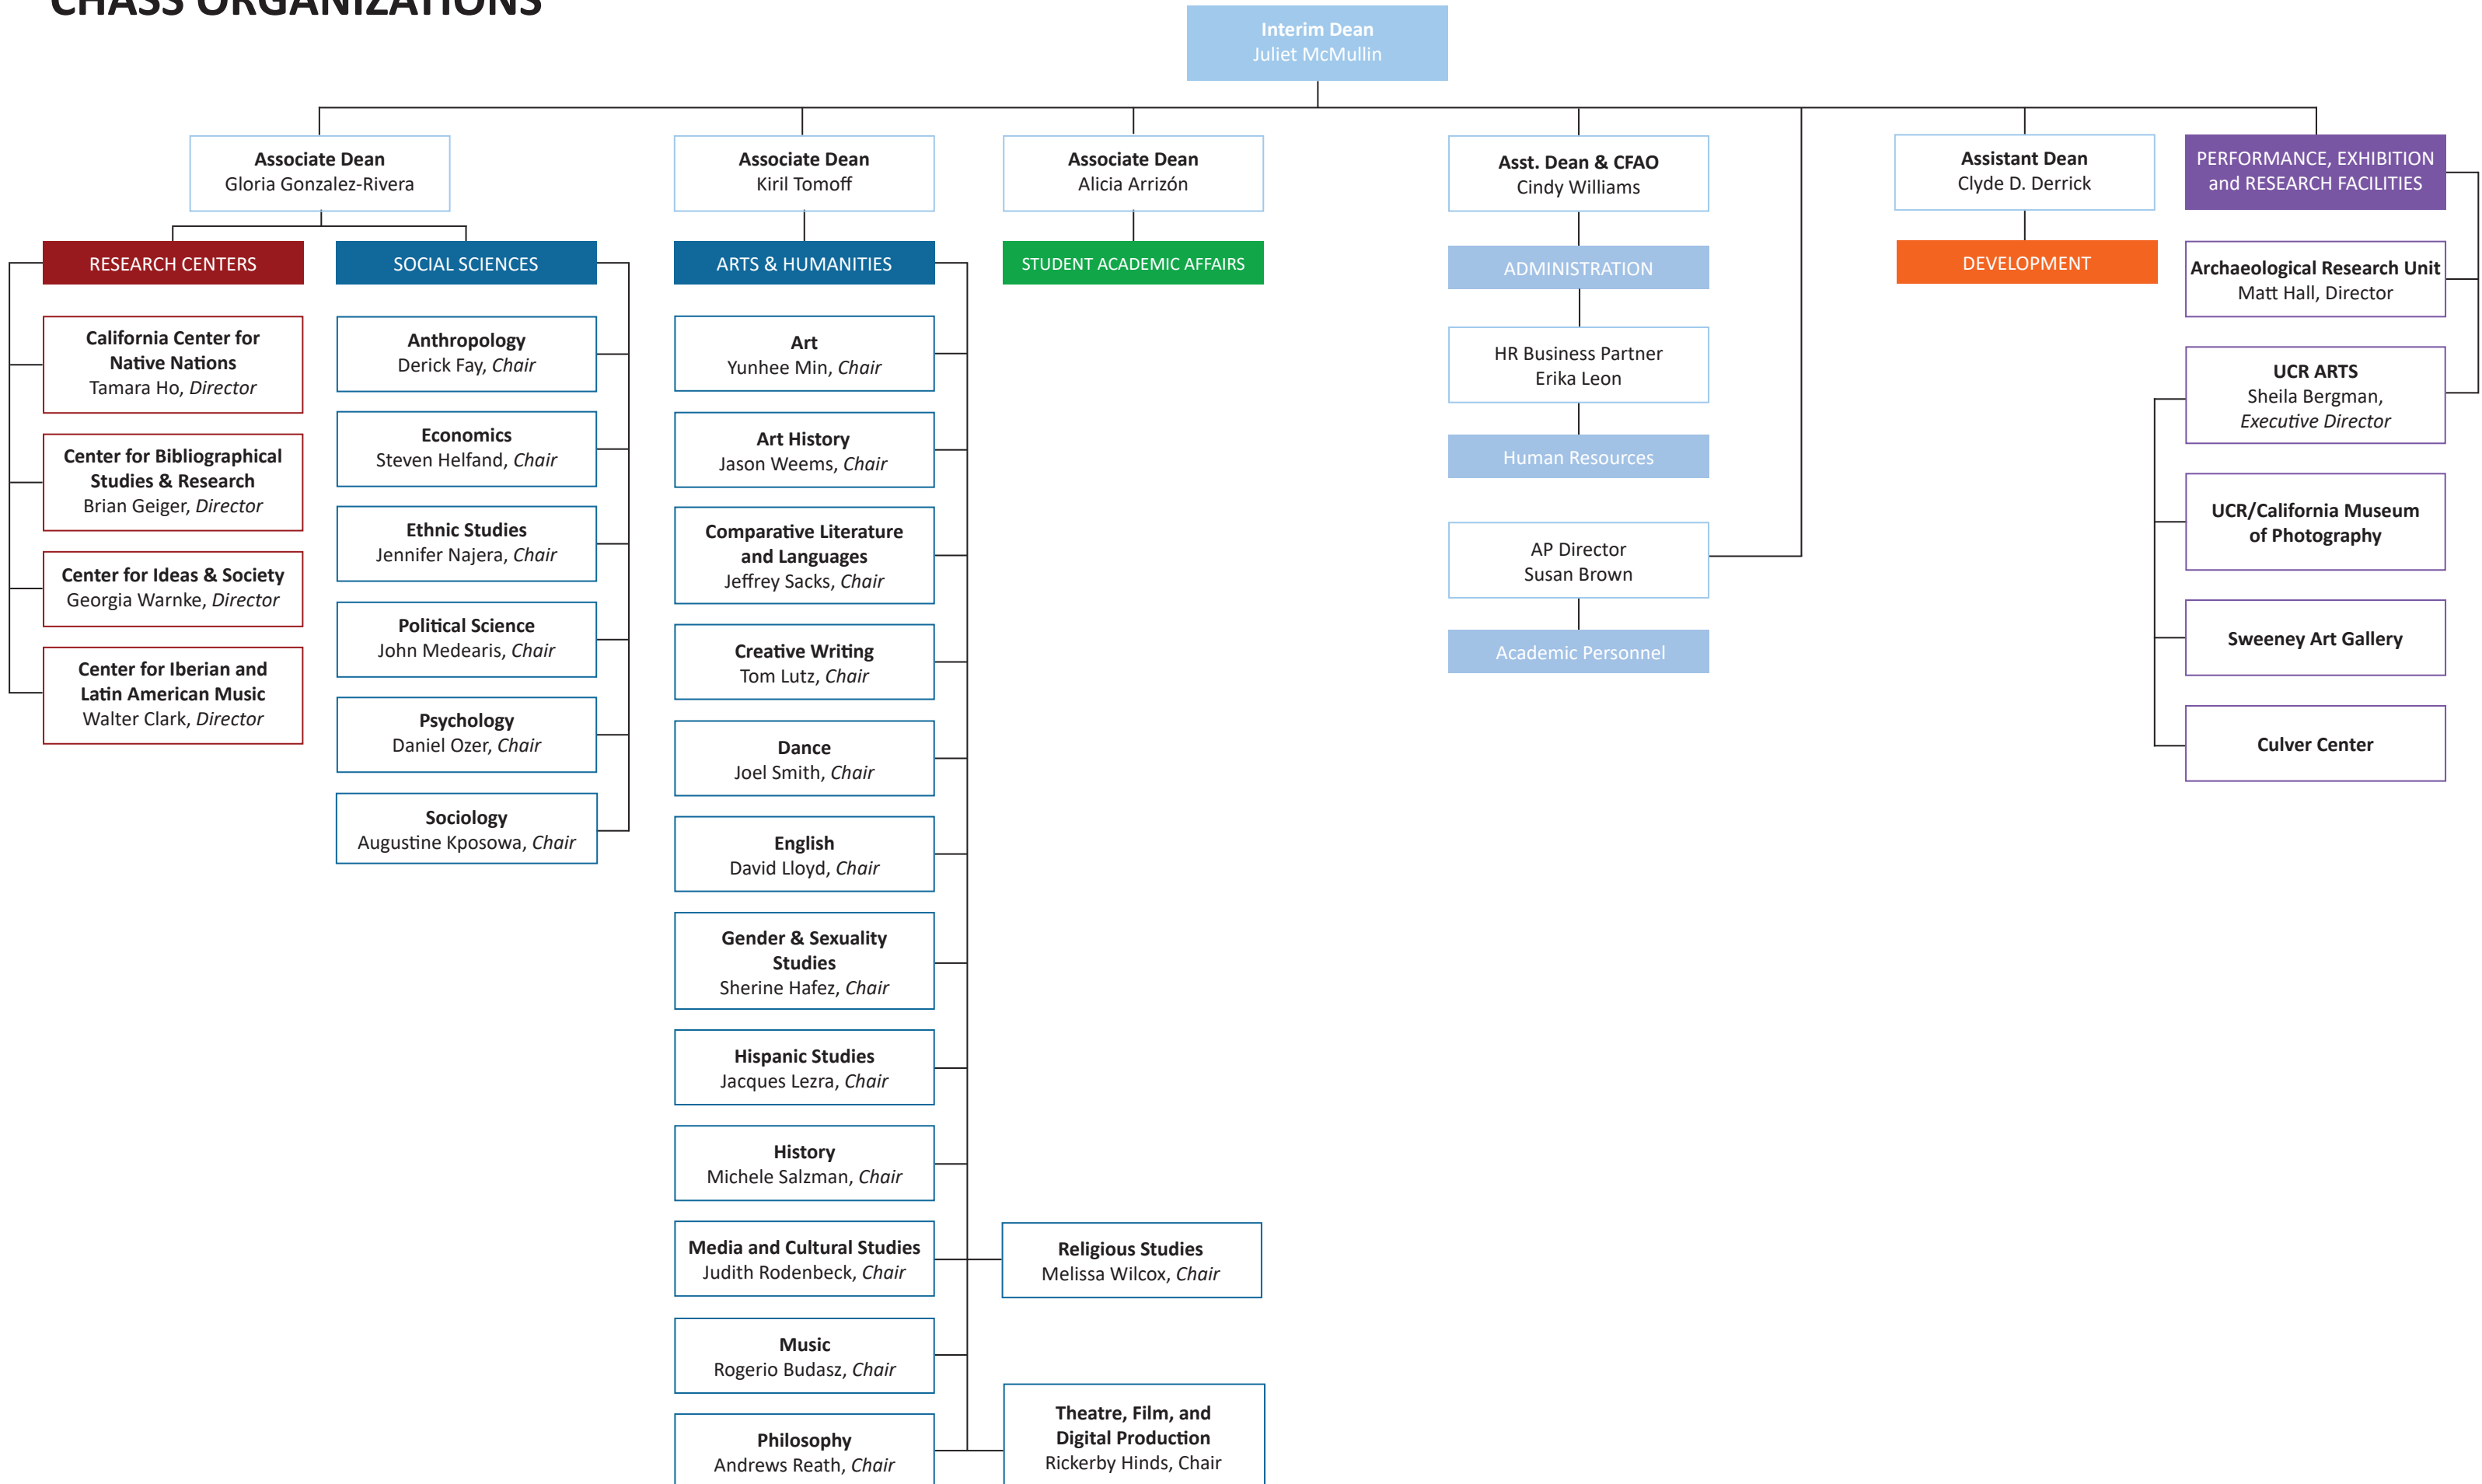 CHASS ORGANIZATIONS
Interim Dean
Juliet McMullin
Associate Dean
Gloria Gonzalez-Rivera
Associate Dean
Kiril Tomoff
Associate Dean
Alicia Arrizón
Asst. Dean & CFAO
Cindy Williams
Assistant Dean
Clyde D. Derrick
PERFORMANCE, EXHIBITION
and RESEARCH FACILITIES
RESEARCH CENTERS
California Center for
Native Nations
Tamara Ho, Director
Center for Bibliographical
Studies & Research
Brian Geiger, Director
Center for Ideas & Society
Georgia Warnke, Director
Center for Iberian and
Latin American Music
Walter Clark, Director
SOCIAL SCIENCES
Anthropology
Derick Fay, Chair
Economics
Steven Helfand, Chair
Ethnic Studies
Jennifer Najera, Chair
Political Science
John Medearis, Chair
Psychology
Daniel Ozer, Chair
Sociology
Augustine Kposowa, Chair
ARTS & HUMANITIES
Art
Yunhee Min, Chair
Art History
Jason Weems, Chair
Comparative Literature
and Languages
Jeffrey Sacks, Chair
Creative Writing
Tom Lutz, Chair
Dance
Joel Smith, Chair
English
David Lloyd, Chair
Gender & Sexuality
Studies
Sherine Hafez, Chair
Hispanic Studies
Jacques Lezra, Chair
History
Michele Salzman, Chair
Media and Cultural Studies
Judith Rodenbeck, Chair
Music
Rogerio Budasz, Chair
Philosophy
Andrews Reath, Chair
Religious Studies
Melissa Wilcox, Chair
Theatre, Film, and
Digital Production
Rickerby Hinds, Chair
STUDENT ACADEMIC AFFAIRS
ADMINISTRATION
HR Business Partner
Erika Leon
Human Resources
AP Director
Susan Brown
Academic Personnel
DEVELOPMENT
Archaeological Research Unit
Matt Hall, Director
UCR ARTS
Sheila Bergman,
Executive Director
UCR/California Museum
of Photography
Sweeney Art Gallery
Culver Center